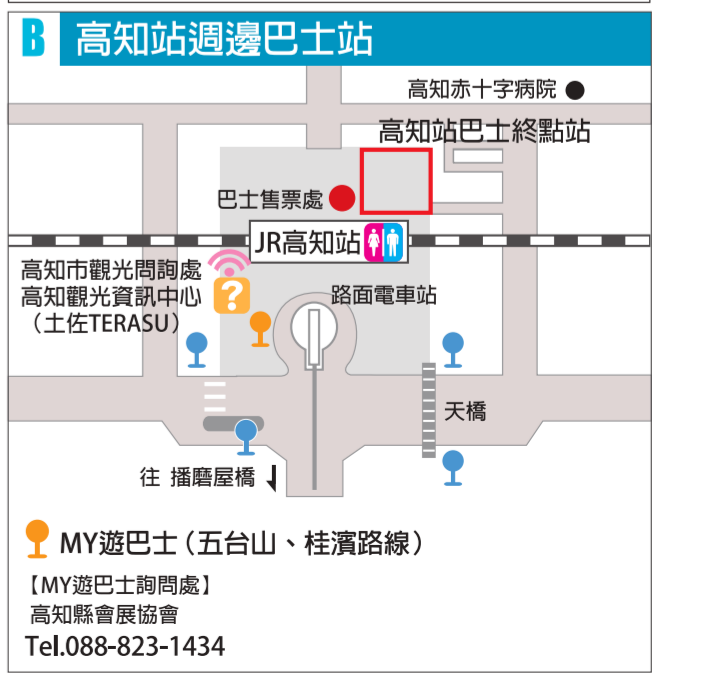 B 高知站週邊巴士站
高知赤十字病院
高知站巴士終點站
巴士售票處
JR高知站
高知市觀光問詢處
高知觀光資訊中心
（土佐TERASU）
?
路面電車站
天橋
往 播磨屋橋
MY遊巴士（五台山、桂濱路線）
【MY遊巴士詢問處】
高知縣會展協會
Tel.088-823-1434